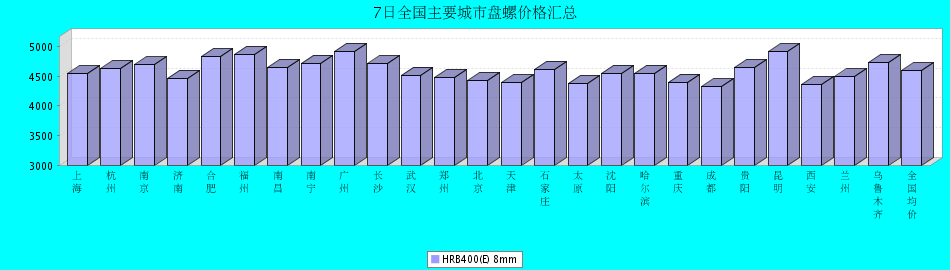 7日全国主要城市盘螺价格汇总
5000
4500
4000
3500
3000
上海
杭州
南京
济南
合肥
福州
南昌
南宁
广州
长沙
武汉
郑州
北京
天津
石家庄
太原
沈阳
哈尔滨
重庆
成都
贵阳
昆明
西安
兰州
乌鲁木齐
全国均价
HRB400(E) 8mm